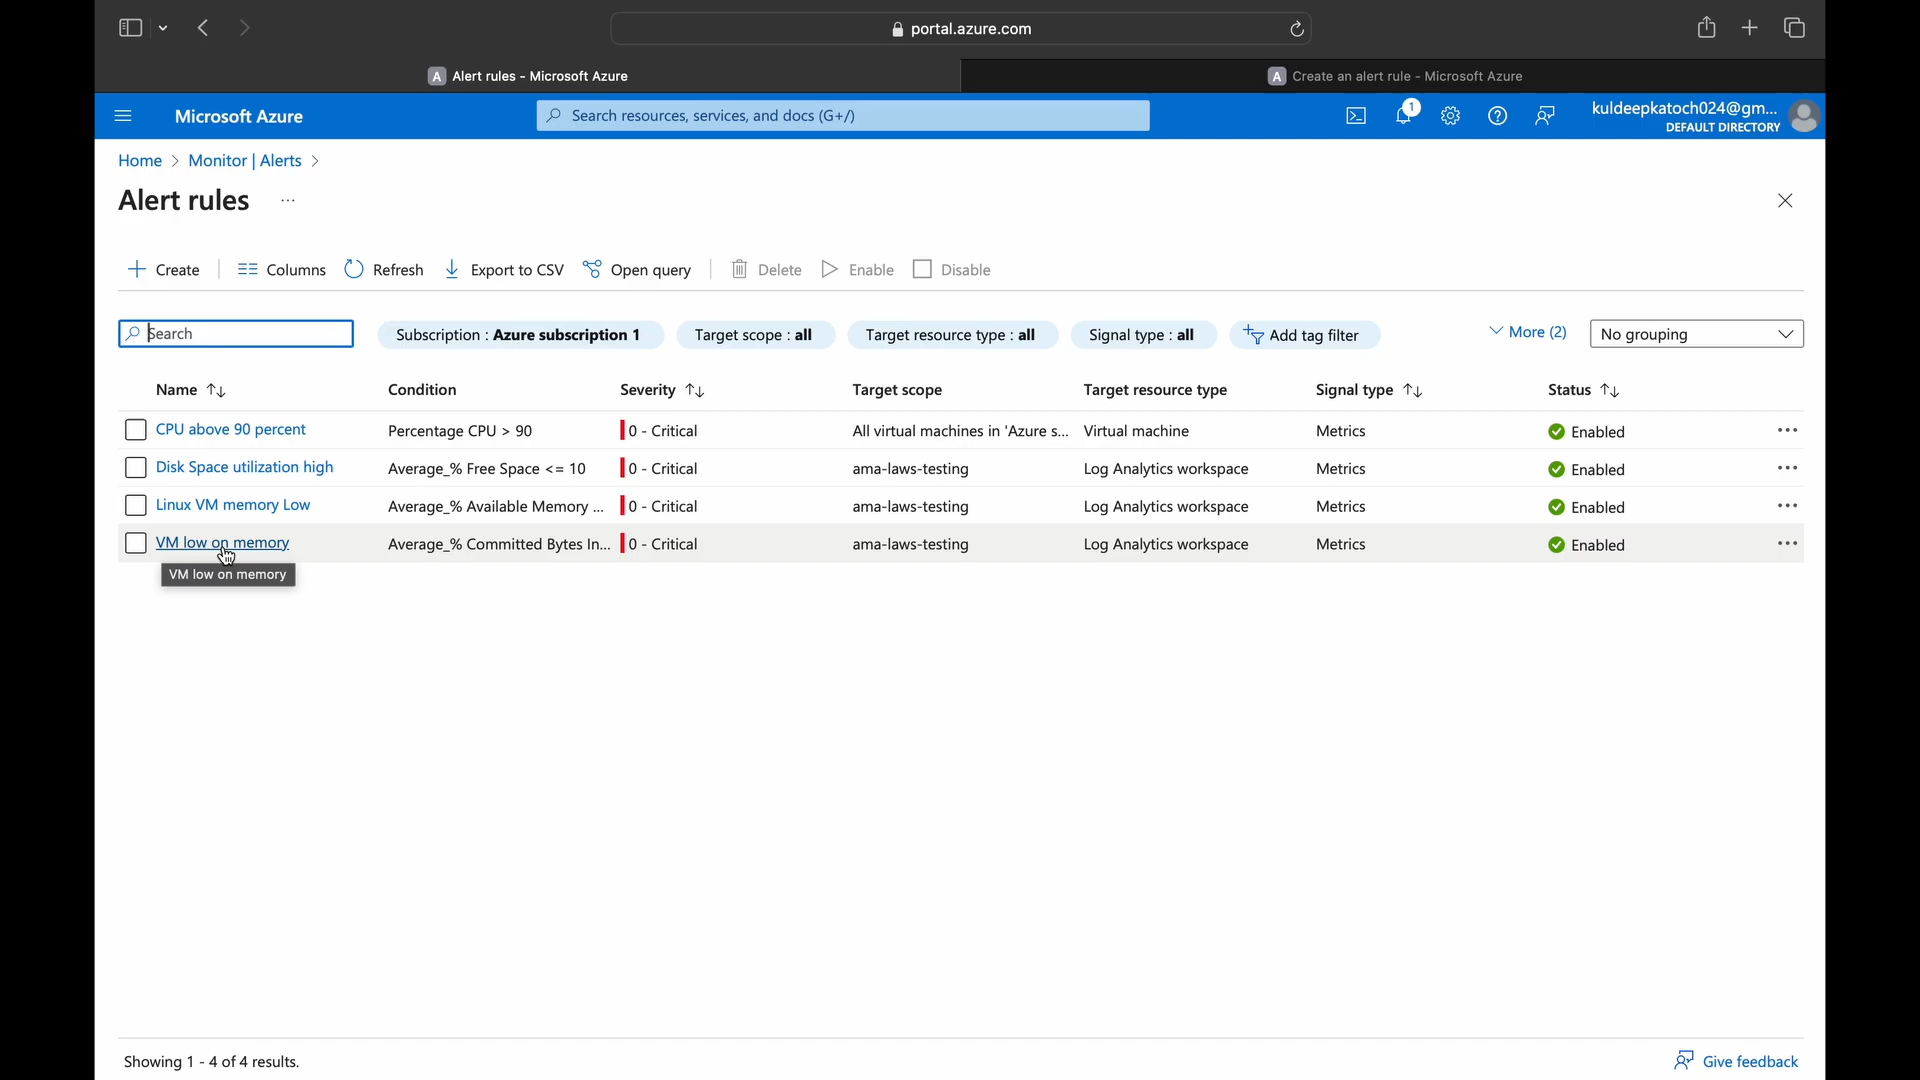 portal.azure.com
A Alert rules - Microsoft Azure
A Create an alert rule - Microsoft Azure
Microsoft Azure
Search resources, services, and docs (G+/)
1
kuldeepkatoch024@gm...
DEFAULT DIRECTORY
Home > Monitor | Alerts >
Alert rules ...
Create
Columns
Refresh
Export to CSV
Open query
Delete
Enable
Disable
Search
Subscription : Azure subscription 1
Target scope : all
Target resource type : all
Signal type : all
Add tag filter
More (2)
No grouping
Name Condition Severity Target scope Target resource type Signal type Status
CPU above 90 percent Percentage CPU > 90 0 - Critical All virtual machines in 'Azure s... Virtual machine Metrics Enabled ...
Disk Space utilization high Average_% Free Space <= 10 0 - Critical ama-laws-testing Log Analytics workspace Metrics Enabled ...
Linux VM memory Low Average_% Available Memory ... 0 - Critical ama-laws-testing Log Analytics workspace Metrics Enabled ...
VM low on memory Average_% Committed Bytes In... 0 - Critical ama-laws-testing Log Analytics workspace Metrics Enabled ...
VM low on memory
Showing 1 - 4 of 4 results.
Give feedback